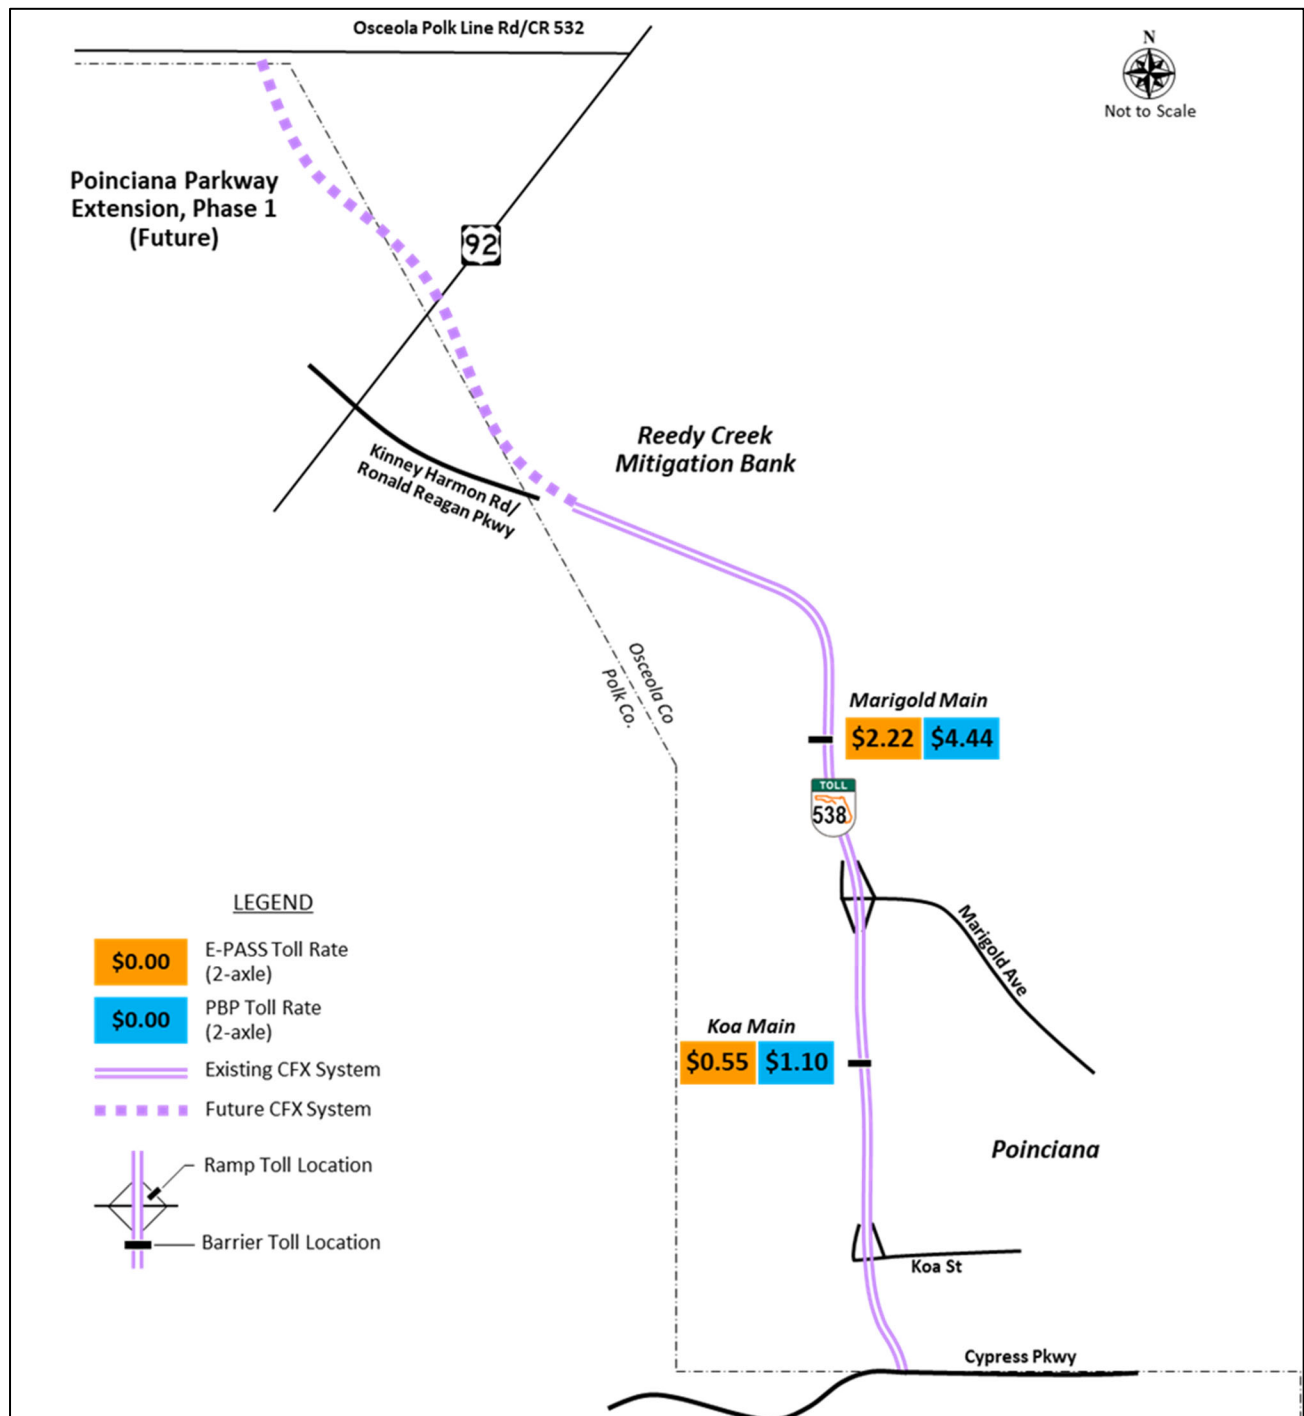 Osceola Polk Line Rd/CR 532
N
Not to Scale
Poinciana Parkway
Extension, Phase 1
(Future)
92
Reedy Creek
Mitigation Bank
Kinney Harmon Rd/
Ronald Reagan Pkwy
Osceola Co
Polk Co.
Marigold Main
$2.22 $4.44
TOLL
538
Marigold Ave
LEGEND
$0.00 E-PASS Toll Rate
(2-axle)
$0.00 PBP Toll Rate
(2-axle)
Existing CFX System
Future CFX System
Ramp Toll Location
Barrier Toll Location
Koa Main
$0.55 $1.10
Poinciana
Koa St
Cypress Pkwy